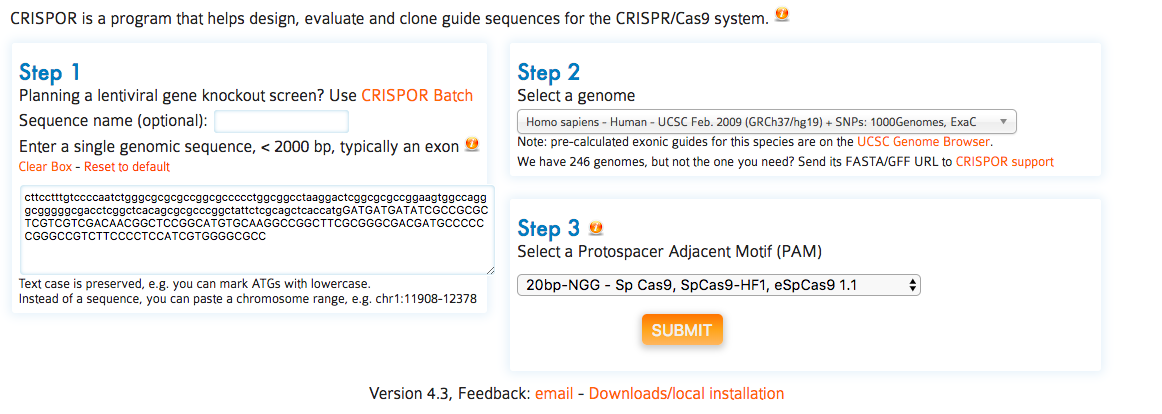 CRISPOR is a program that helps design, evaluate and clone guide sequences for the CRISPR/Cas9 system.
Step 1
Planning a lentiviral gene knockout screen? Use CRISPOR Batch
Sequence name (optional):
Enter a single genomic sequence, < 2000 bp, typically an exon
Clear Box - Reset to default
cttcctttgtccccaatctgggcgcgcgccggcgccccctggcggcctaaggactcggcgcgccggaagtggccaggg
cgggggcgacctcggctcacagcgcgcccggctattctcgcagctcaccatgGATGATGATATCGCCGCGC
TCGTCGTCGACAACGGCTCCGGCATGTGCAAGGCCGGCTTCGCGGGCGACGATGCCCCC
CGGGCCGTCTTCCCCTCCATCGTGGGGCGCC
Text case is preserved, e.g. you can mark ATGs with lowercase.
Instead of a sequence, you can paste a chromosome range, e.g. chr1:11908-12378
Step 2
Select a genome
Homo sapiens - Human - UCSC Feb. 2009 (GRCh37/hg19) + SNPs: 1000Genomes, ExaC
Note: pre-calculated exonic guides for this species are on the UCSC Genome Browser.
We have 246 genomes, but not the one you need? Send its FASTA/GFF URL to CRISPOR support
Step 3
Select a Protospacer Adjacent Motif (PAM)
20bp-NGG - Sp Cas9, SpCas9-HF1, eSpCas9 1.1
SUBMIT
Version 4.3, Feedback: email - Downloads/local installation